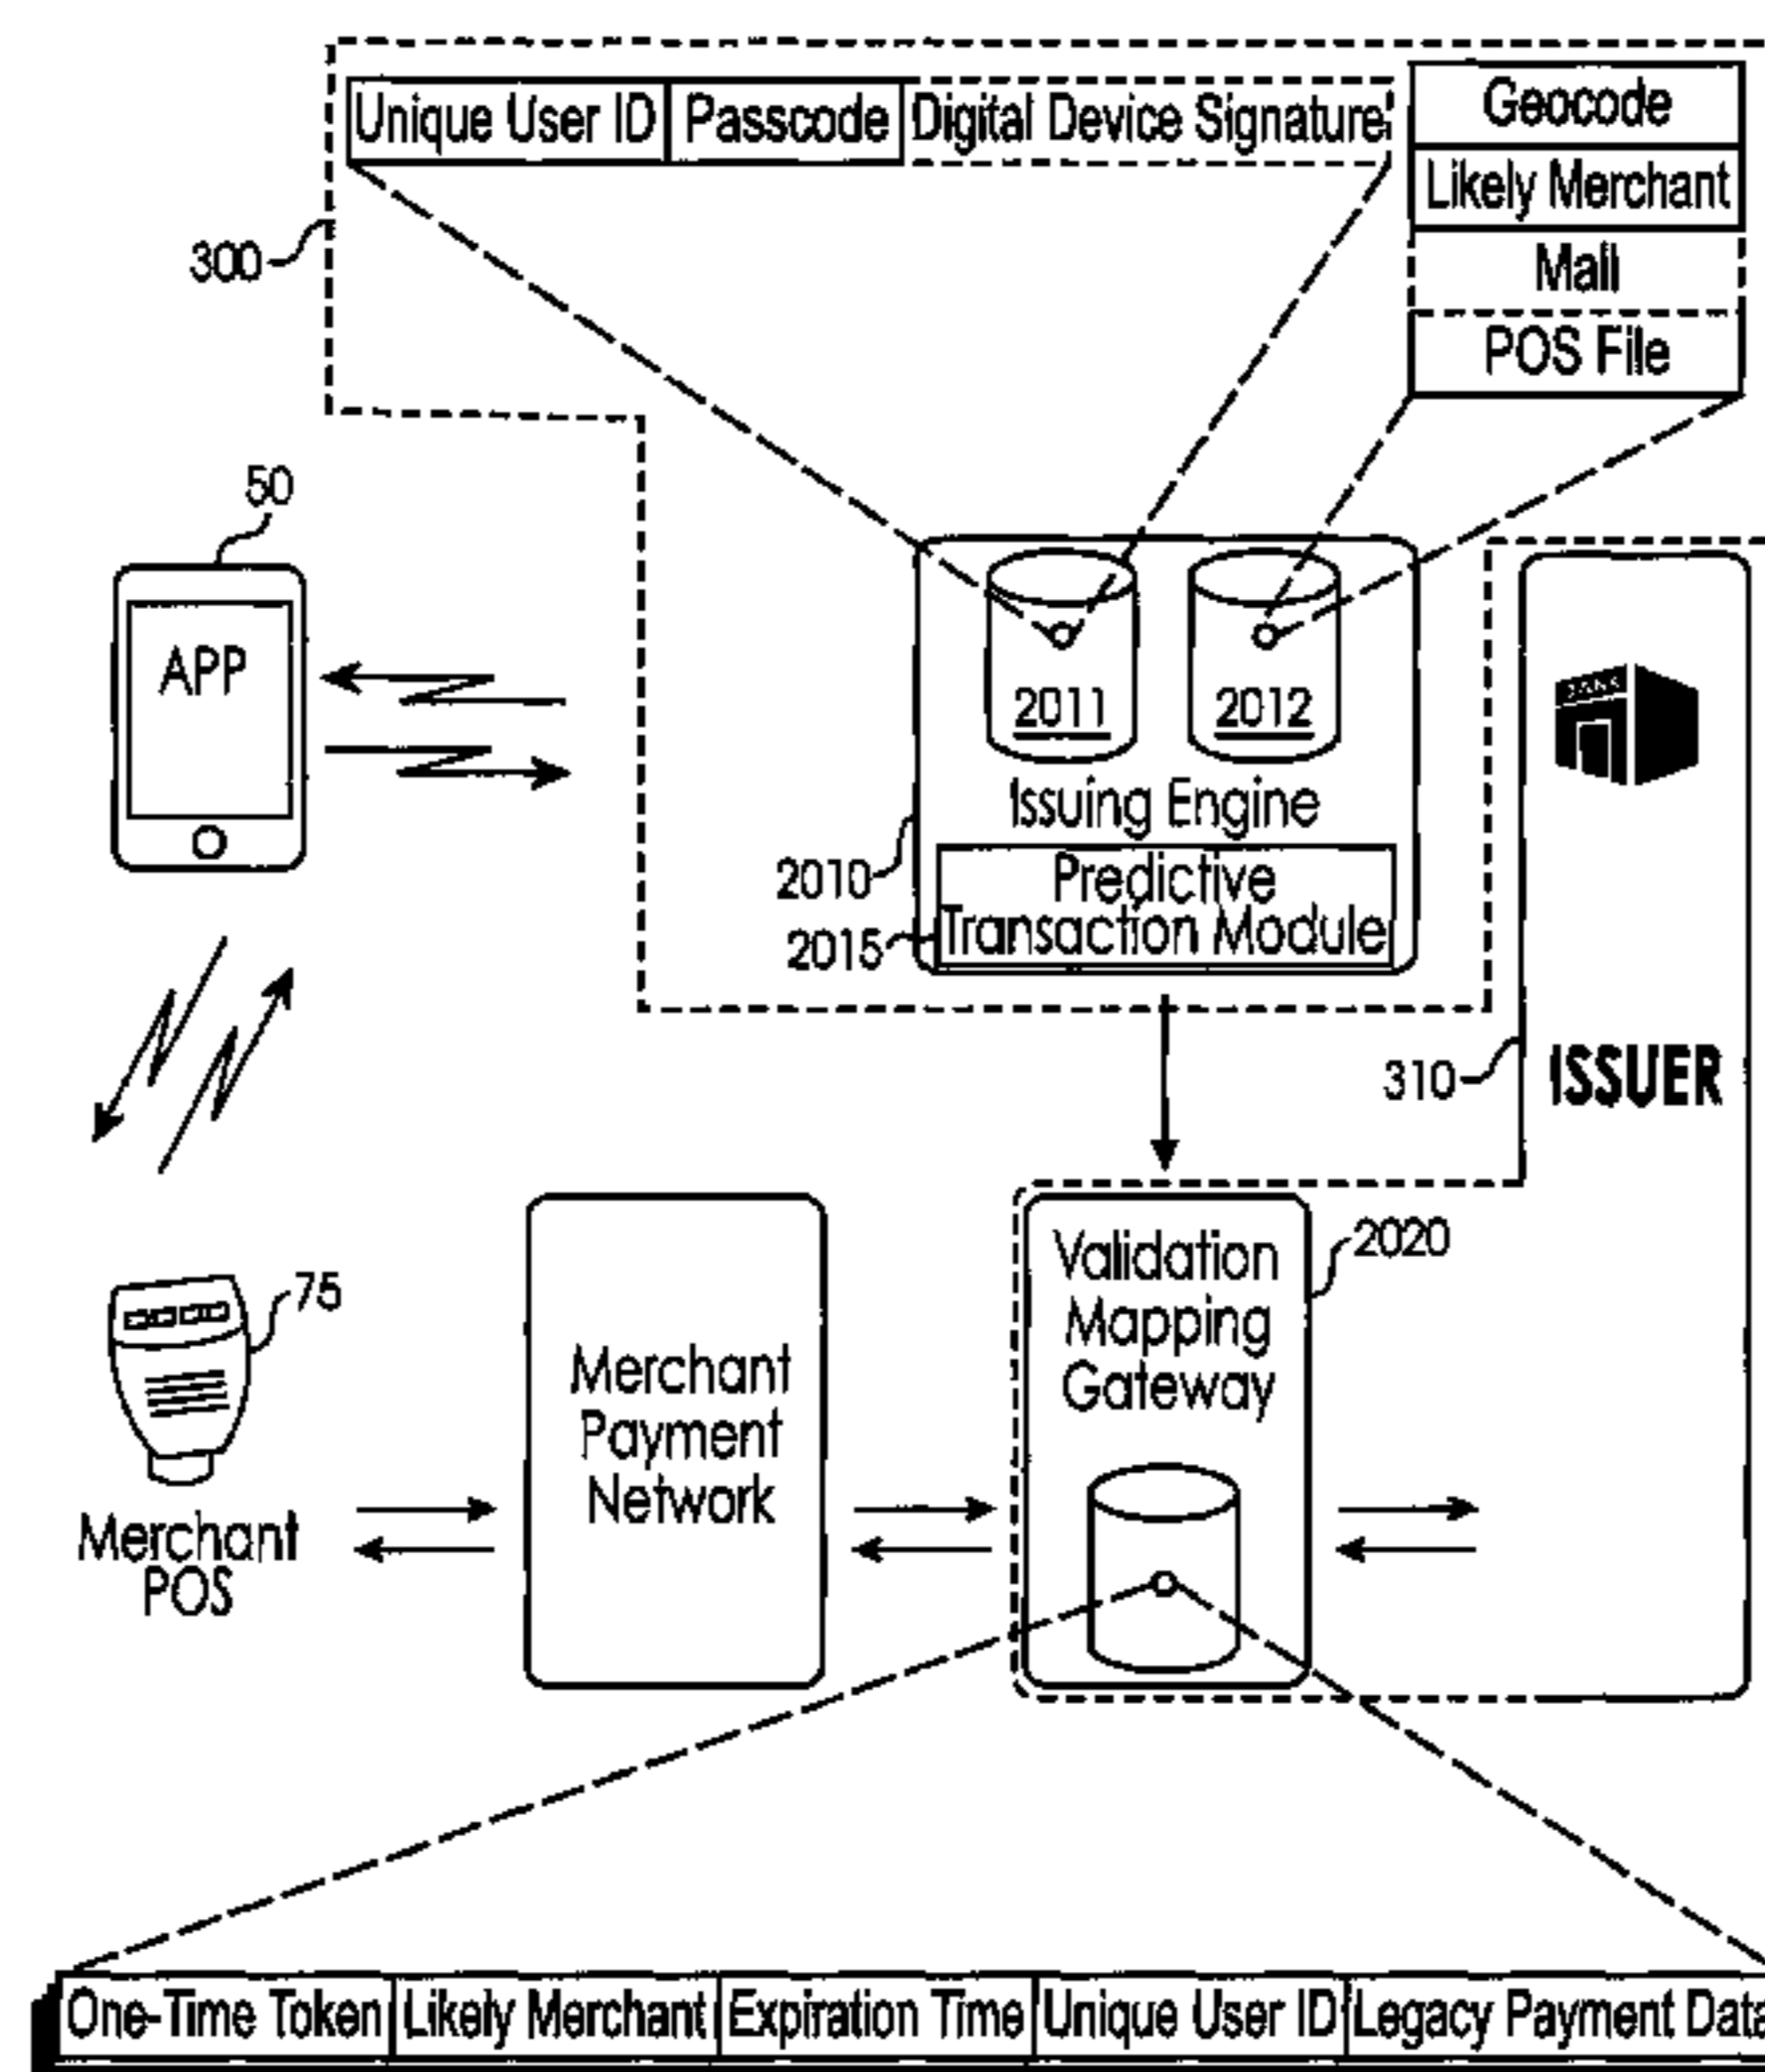 Unique User ID Passcode Digital Device Signature
Geocode
Likely Merchant
Mall
POS File
300
50
APP
2011
2012
Issuing Engine
2010
Predictive
Transaction Module
2015
310
ISSUER
2020
Validation
Mapping
Gateway
75
Merchant
Payment
Network
Merchant
POS
One-Time Token Likely Merchant Expiration Time Unique User ID Legacy Payment Data